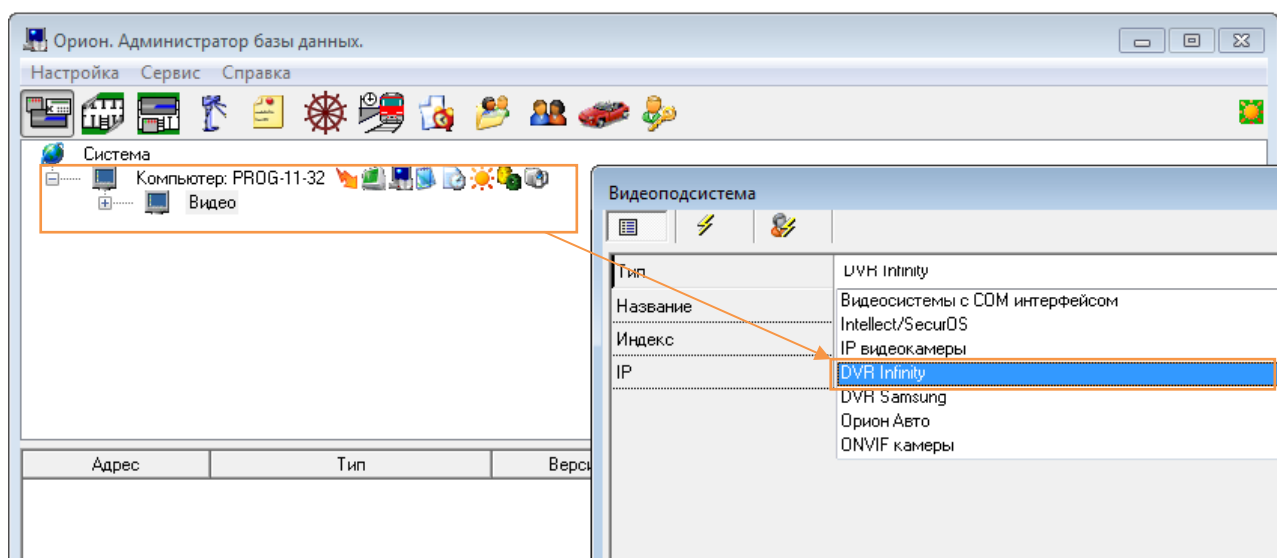 Орион. Администратор базы данных.
Настройка Сервис Справка
Система
Компьютер: PROG-11-32
Видео
Видеоподсистема
Тип DVR Infinity
Название
Индекс
IP
Видеосистемы с COM интерфейсом
Intellect/SecurOS
IP видеокамеры
DVR Infinity
DVR Samsung
Орион Авто
ONVIF камеры
Адрес Тип